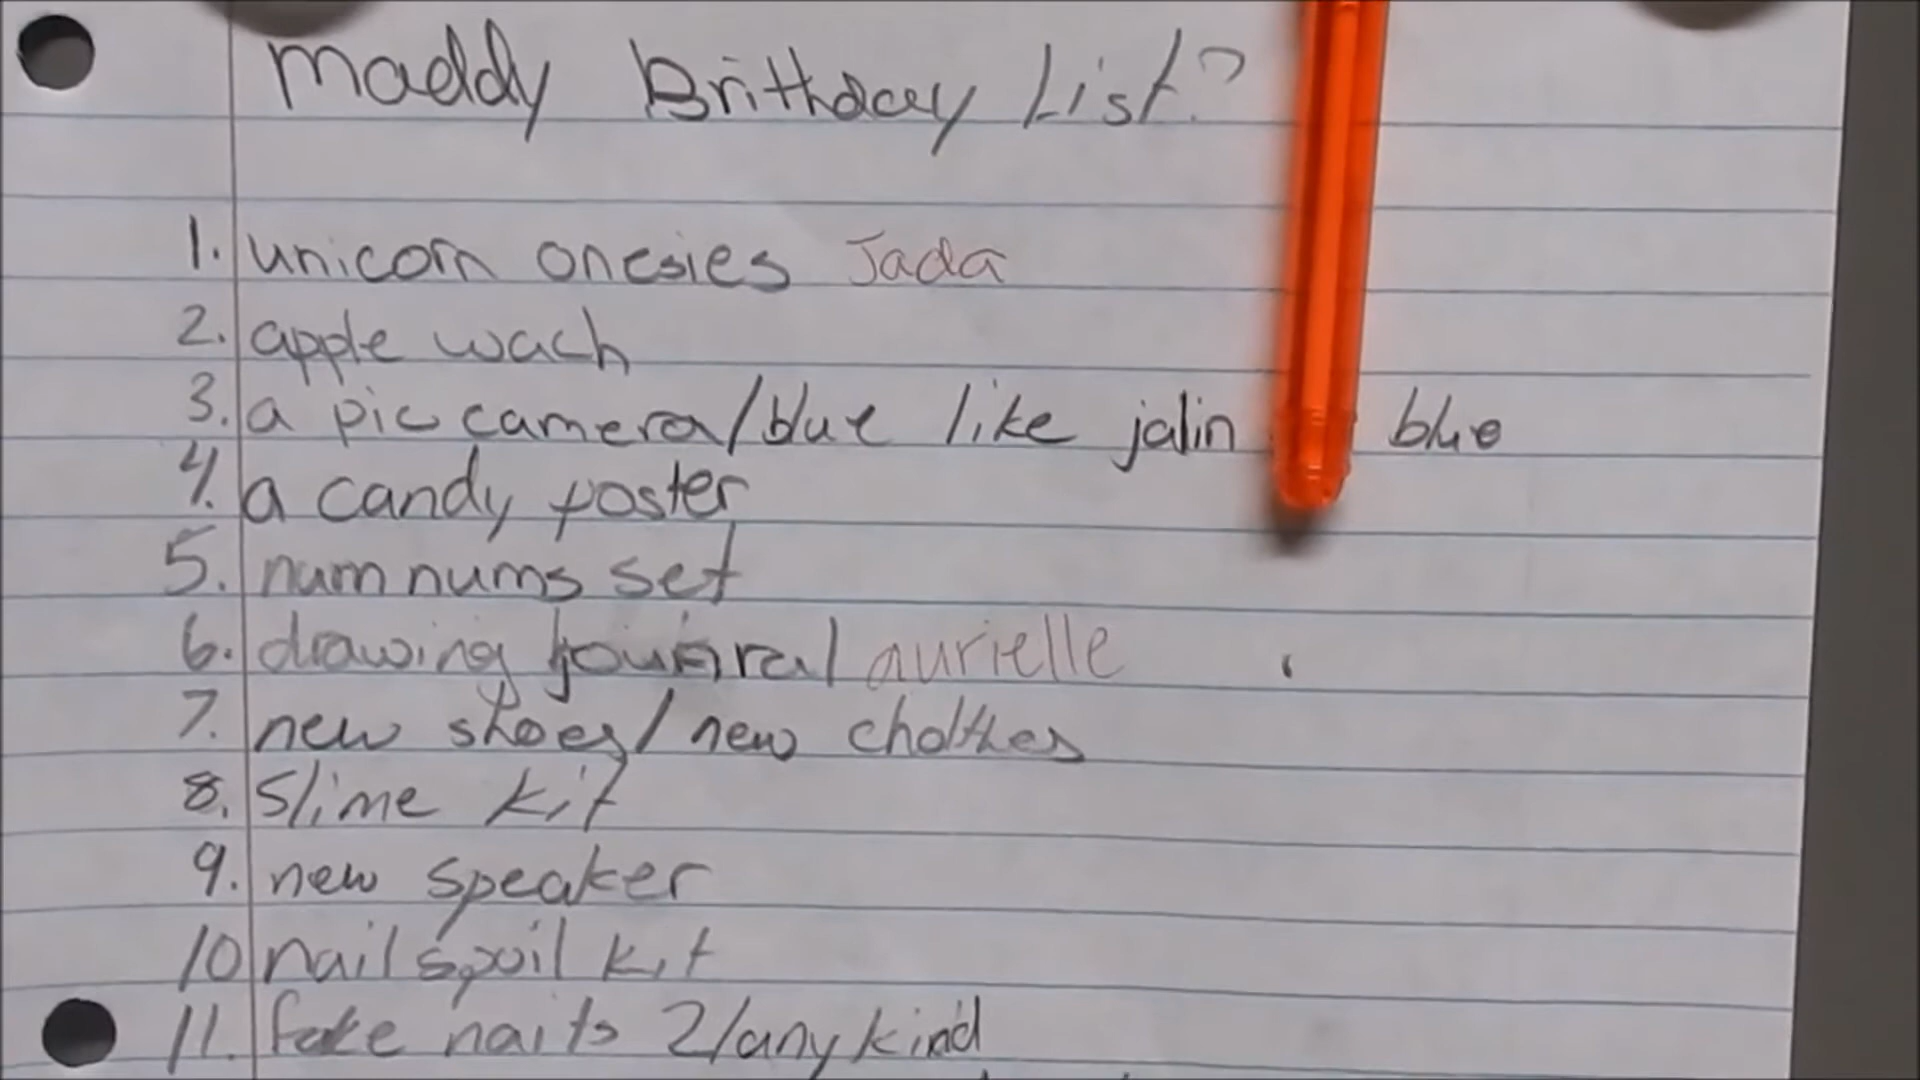 Maddy Brithday List?
1. unicorn onesies Jada
2. apple wach
3. a pic camera/blue like jalin blue
4. a candy poster
5. num nums set
6. drawing jounral aurielle
7. new shoes/new cholthes
8. Slime kit
9. new speaker
10 nail spoil kit
11. fake nails 2/any kind